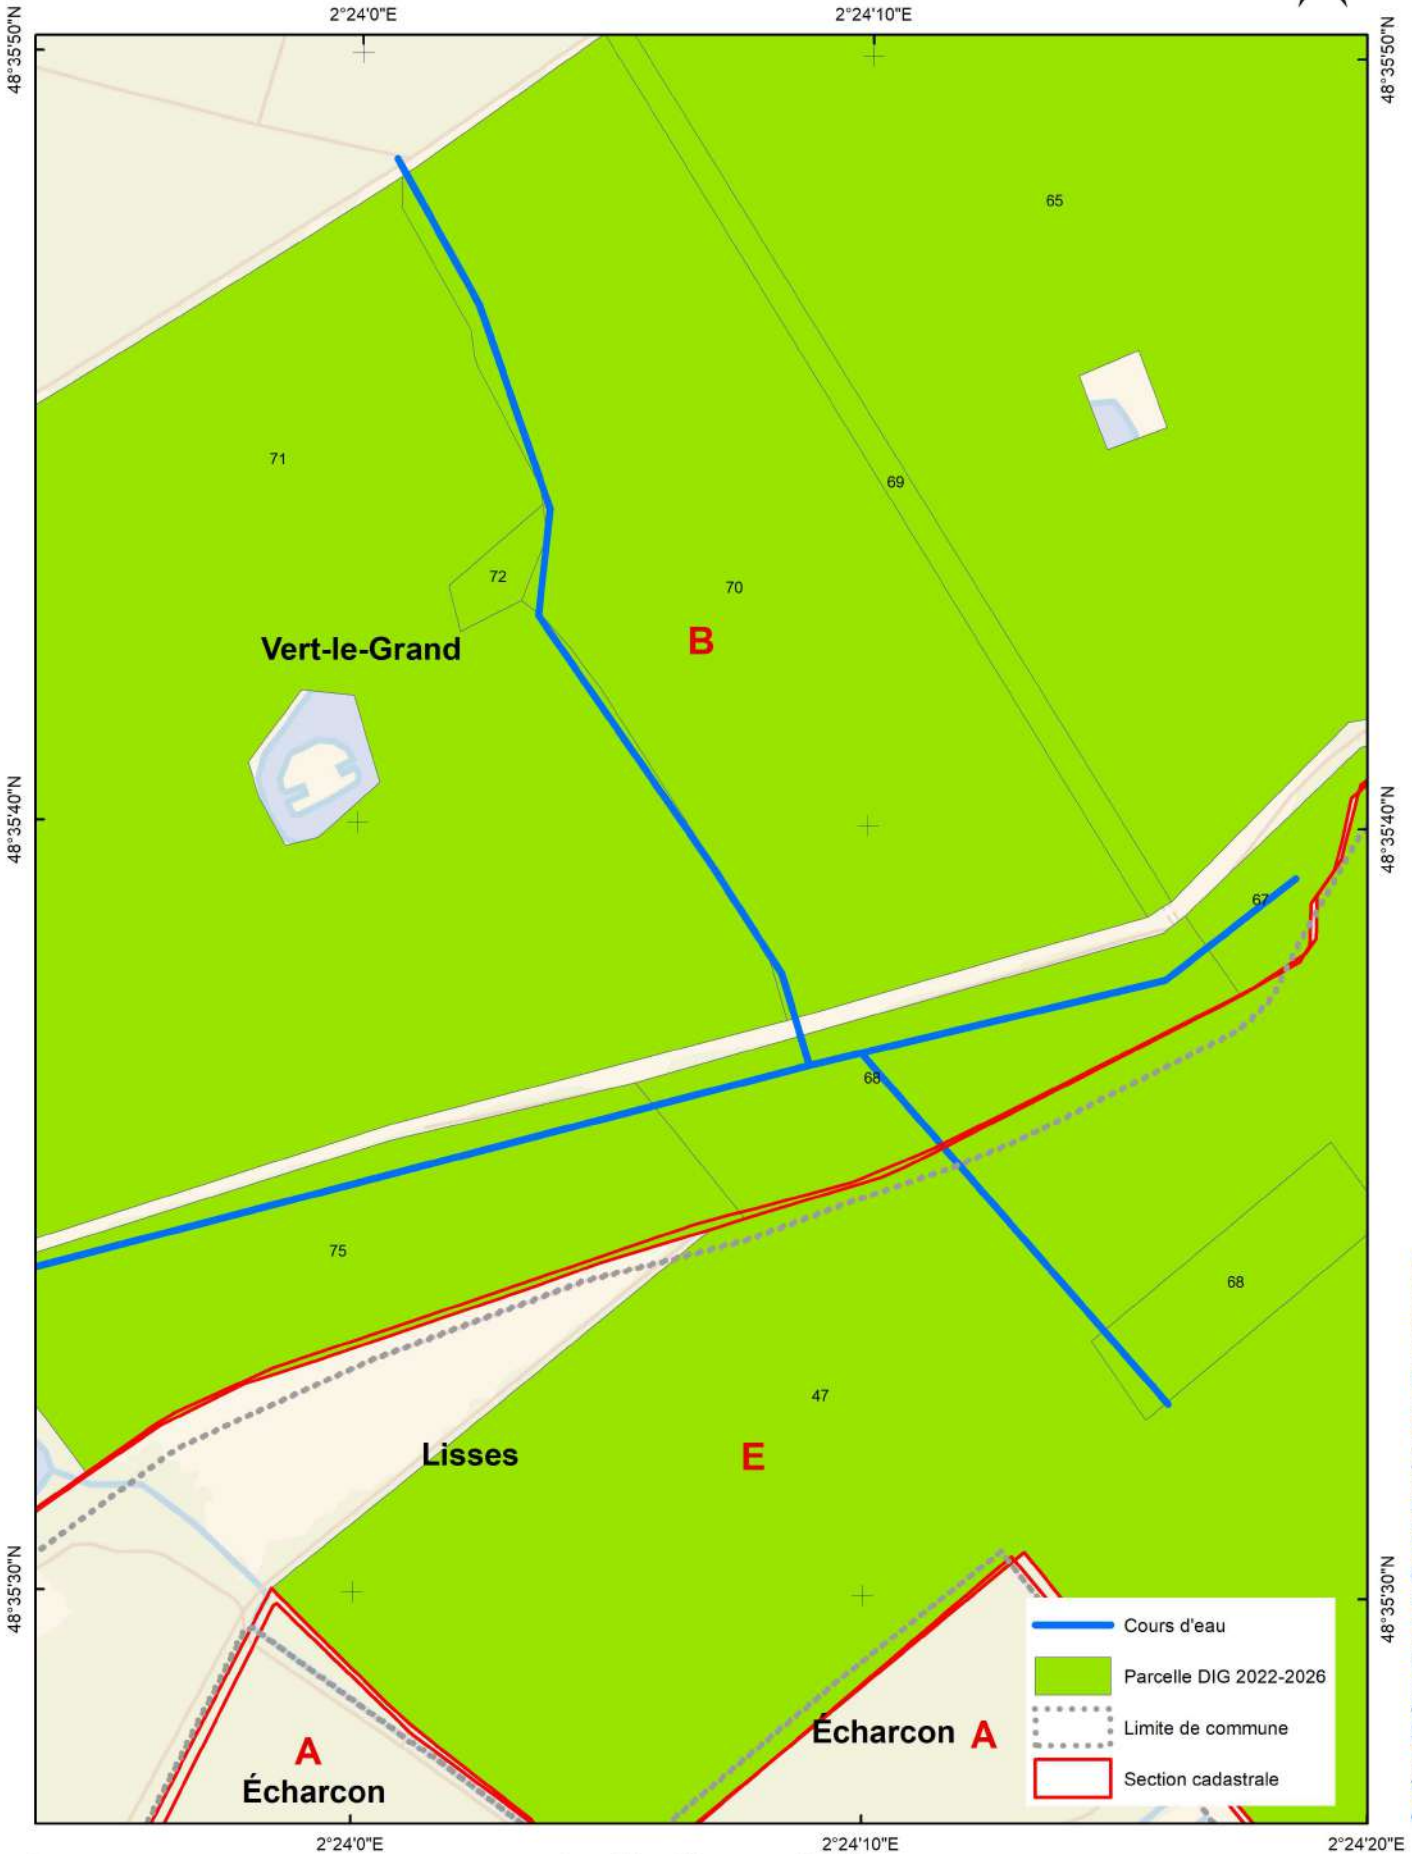 2°24'0"E
2°24'10"E
48°35'50"N
48°35'50"N
65
71
69
72
70
B
Vert-le-Grand
48°35'40"N
48°35'40"N
67
68
75
68
47
Lisses
E
48°35'30"N
48°35'30"N
Cours d'eau
Parcelle DIG 2022-2026
Limite de commune
Section cadastrale
Écharcon A
A
Écharcon
2°24'0"E
2°24'10"E
2°24'20"E